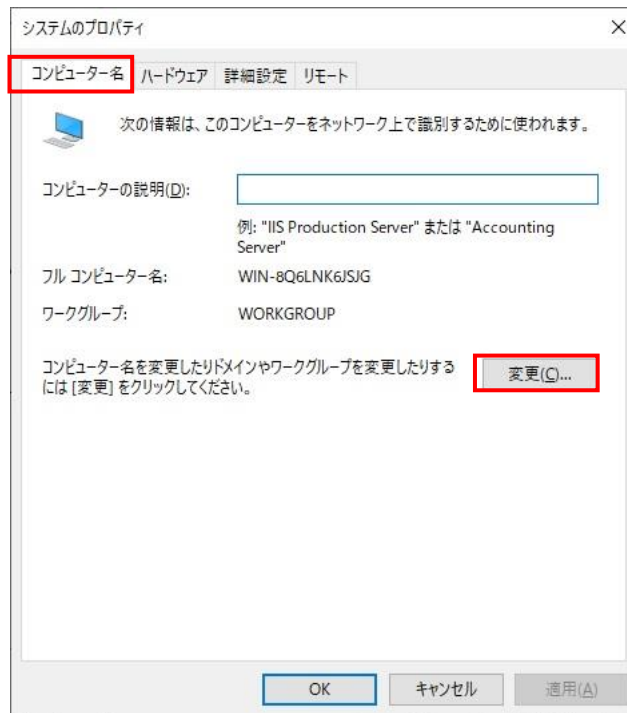 システムのプロパティ
コンピューター名 ハードウェア 詳細設定 リモート
次の情報は、このコンピューターをネットワーク上で識別するために使われます。
コンピューターの説明(D):
例: "IIS Production Server" または "Accounting
Server"
フル コンピューター名: WIN-8Q6LNK6JSJG
ワークグループ: WORKGROUP
コンピューター名を変更したりドメインやワークグループを変更したりする
には [変更] をクリックしてください。
変更(C)...
OK キャンセル 適用(A)